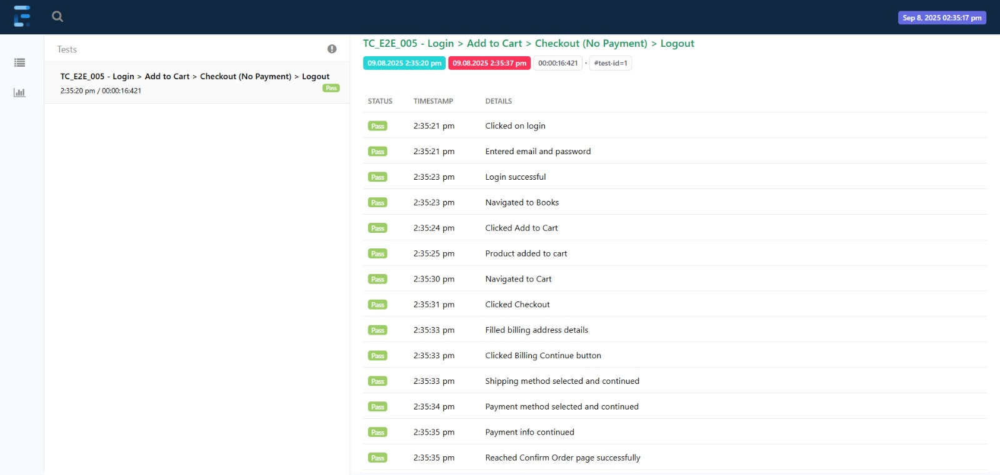 Sep 8, 2025 02:35:17 pm
Tests
TC_E2E_005 - Login > Add to Cart > Checkout (No Payment) > Logout
2:35:20 pm / 00:00:16:421
Pass
TC_E2E_005 - Login > Add to Cart > Checkout (No Payment) > Logout
09.08.2025 2:35:20 pm 09.08.2025 2:35:37 pm 00:00:16:421 · #test-id=1
STATUS TIMESTAMP DETAILS
Pass 2:35:21 pm Clicked on login
Pass 2:35:21 pm Entered email and password
Pass 2:35:23 pm Login successful
Pass 2:35:23 pm Navigated to Books
Pass 2:35:24 pm Clicked Add to Cart
Pass 2:35:25 pm Product added to cart
Pass 2:35:30 pm Navigated to Cart
Pass 2:35:31 pm Clicked Checkout
Pass 2:35:33 pm Filled billing address details
Pass 2:35:33 pm Clicked Billing Continue button
Pass 2:35:33 pm Shipping method selected and continued
Pass 2:35:34 pm Payment method selected and continued
Pass 2:35:35 pm Payment info continued
Pass 2:35:35 pm Reached Confirm Order page successfully